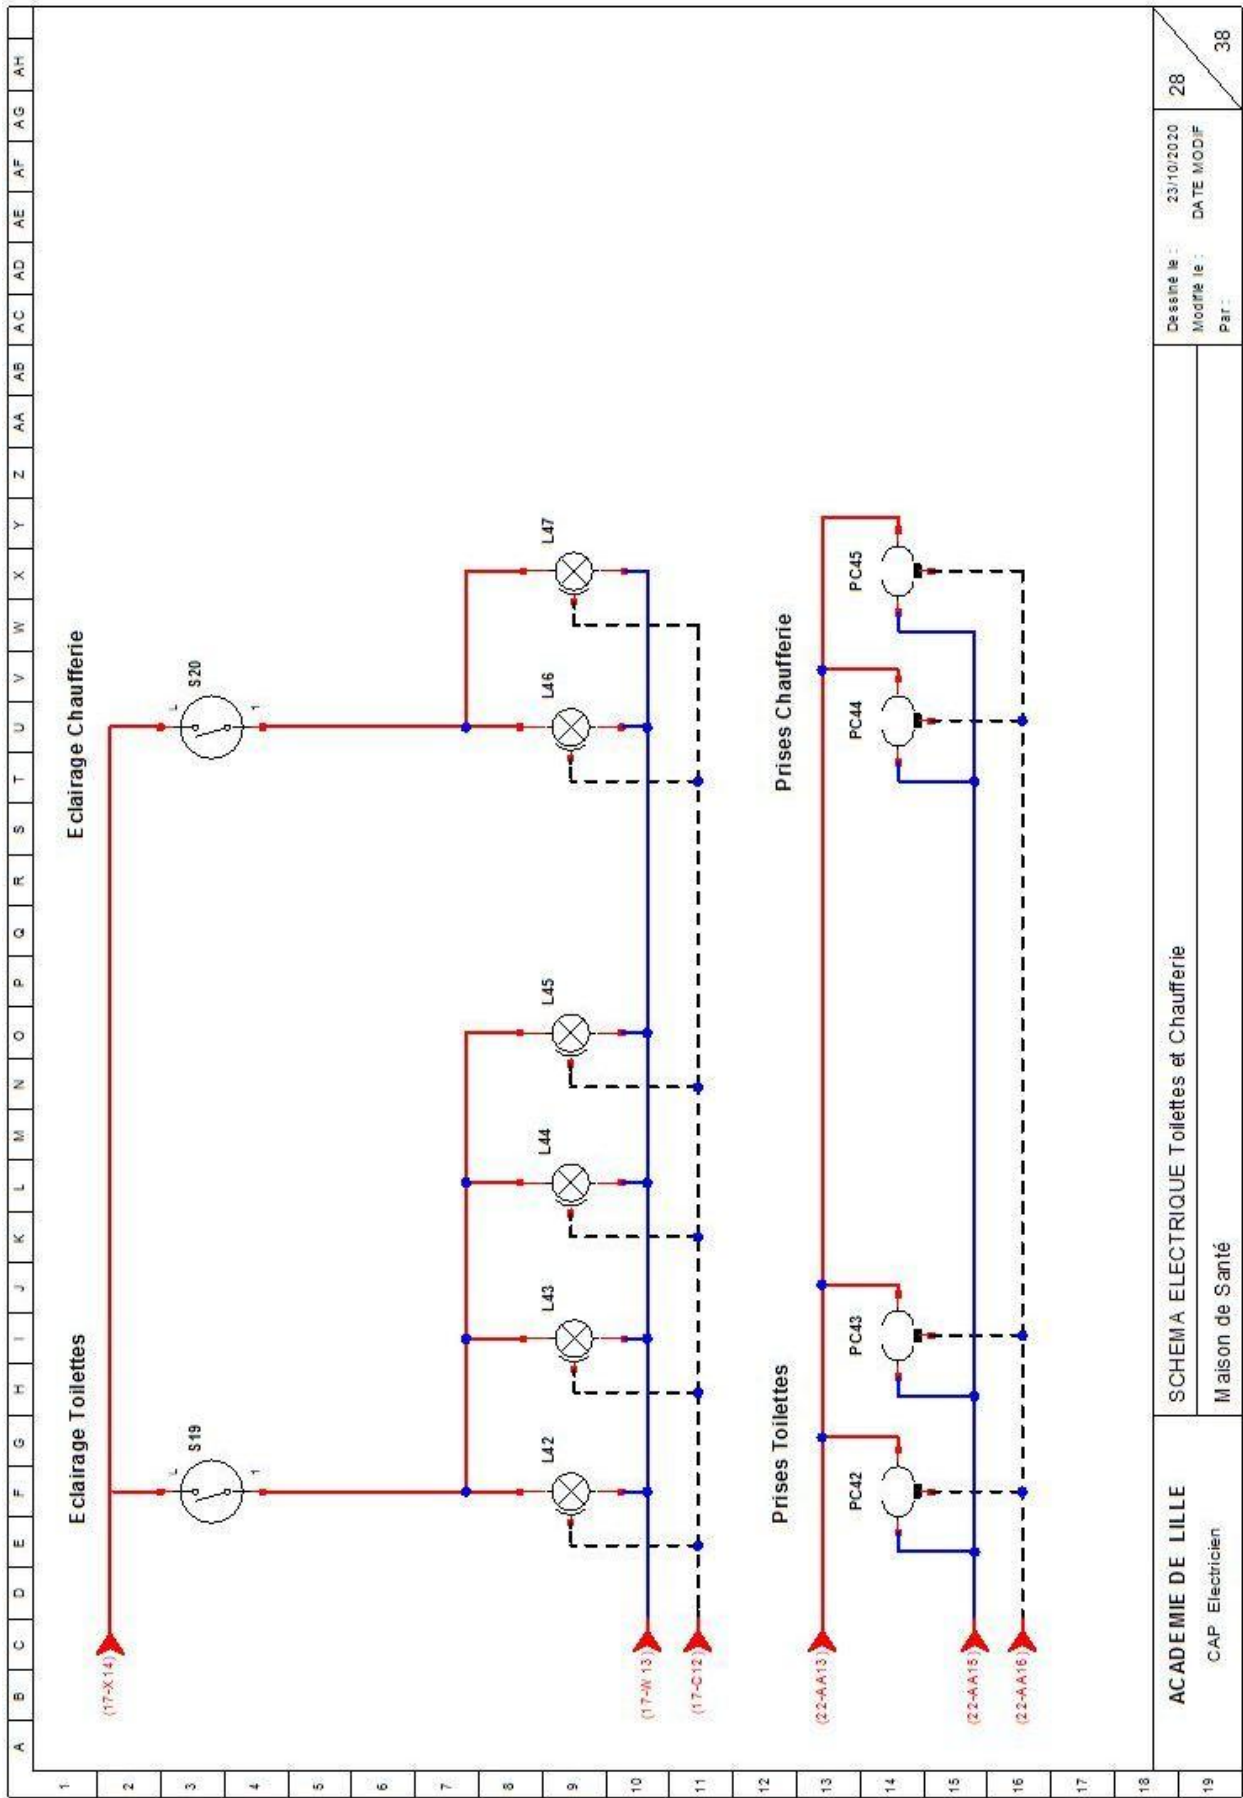 A B C D E F G H I J K L M N O P Q R S T U V W X Y Z AA AB AC AD AE AF AG AH
1
2
3
4
5
6
7
8
9
10
11
12
13
14
15
16
17
18
19
Eclairage Toilettes
Eclairage Chaufferie
(17-X14)
L
S19
1
L
S20
1
L42
L43
L44
L45
L46
L47
(17-W13)
(17-C12)
Prises Toilettes
Prises Chaufferie
(22-AA13)
PC42
PC43
PC44
PC45
(22-AA15)
(22-AA16)
ACADEMIE DE LILLE
CAP Electricien
SCHEMA ELECTRIQUE Toilettes et Chaufferie
Maison de Santé
Dessiné le : 23/10/2020
Modifié le : DATE MODIF
Par :
28
38